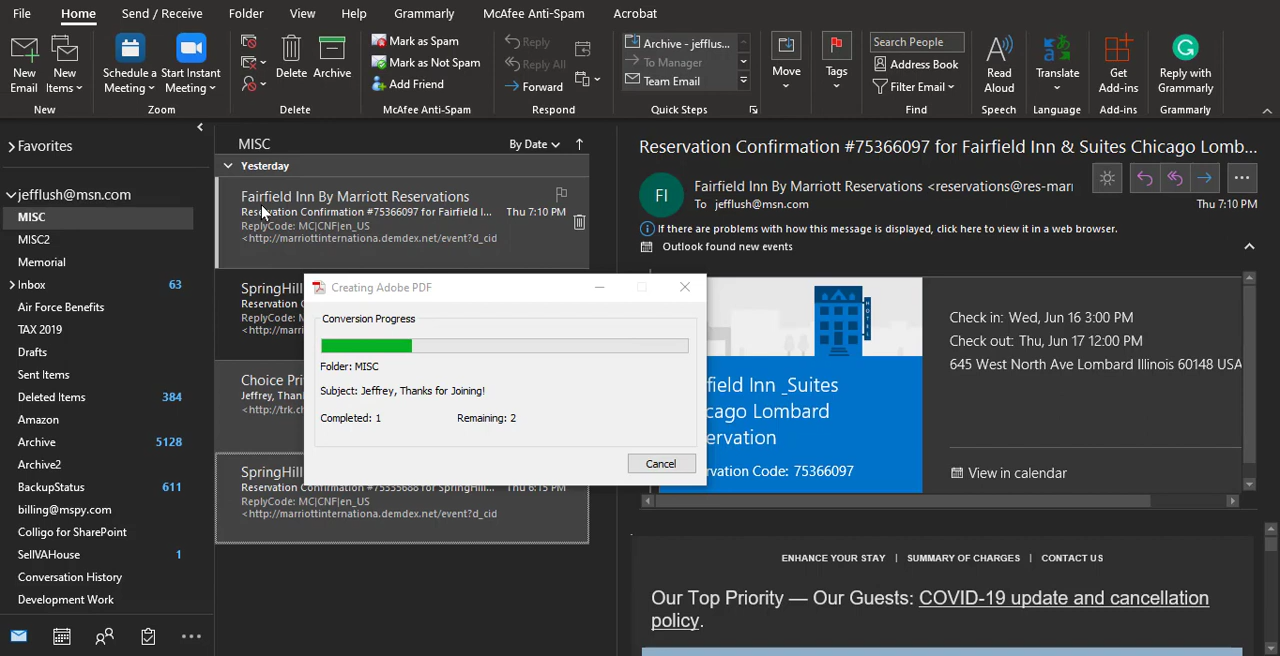 File Home Send / Receive Folder View Help Grammarly McAfee Anti-Spam Acrobat
New Email
New Items
New
Schedule a Meeting
Start Instant Meeting
Zoom
Delete
Archive
Delete
Mark as Spam
Mark as Not Spam
Add Friend
McAfee Anti-Spam
Reply
Reply All
Forward
Respond
Archive - jefflus...
To Manager
Team Email
Quick Steps
Move
Tags
Search People
Address Book
Filter Email
Find
Read Aloud
Speech
Translate
Language
Get Add-ins
Add-ins
Reply with Grammarly
Grammarly
Favorites
jefflush@msn.com
MISC
MISC2
Memorial
Inbox 63
Air Force Benefits
TAX 2019
Drafts
Sent Items
Deleted Items 384
Amazon
Archive 5128
Archive2
BackupStatus 611
billing@mspy.com
Colligo for SharePoint
SellVAHouse 1
Conversation History
Development Work
MISC By Date
Yesterday
Fairfield Inn By Marriott Reservations
Reservation Confirmation #75366097 for Fairfield I... Thu 7:10 PM
ReplyCode: MC|CNF|en_US
<http://marriottinternationa.demdex.net/event?d_cid
SpringHill
Reservation
ReplyCode: M
<http://marri
Choice Pri
Jeffrey, Than
<http://trk.c
SpringHill
Reservation Confirmation #75335688 for SpringHill... Thu 6:15 PM
ReplyCode: MC|CNF|en_US
<http://marriottinternationa.demdex.net/event?d_cid
Creating Adobe PDF
Conversion Progress
Folder: MISC
Subject: Jeffrey, Thanks for Joining!
Completed: 1 Remaining: 2
Cancel
Reservation Confirmation #75366097 for Fairfield Inn & Suites Chicago Lomb...
FI
Fairfield Inn By Marriott Reservations <reservations@res-marr
To jefflush@msn.com
Thu 7:10 PM
If there are problems with how this message is displayed, click here to view it in a web browser.
Outlook found new events
HOTEL
field Inn _Suites
cago Lombard
ervation
rvation Code: 75366097
Check in: Wed, Jun 16 3:00 PM
Check out: Thu, Jun 17 12:00 PM
645 West North Ave Lombard Illinois 60148 USA
View in calendar
ENHANCE YOUR STAY | SUMMARY OF CHARGES | CONTACT US
Our Top Priority — Our Guests: COVID-19 update and cancellation
policy.